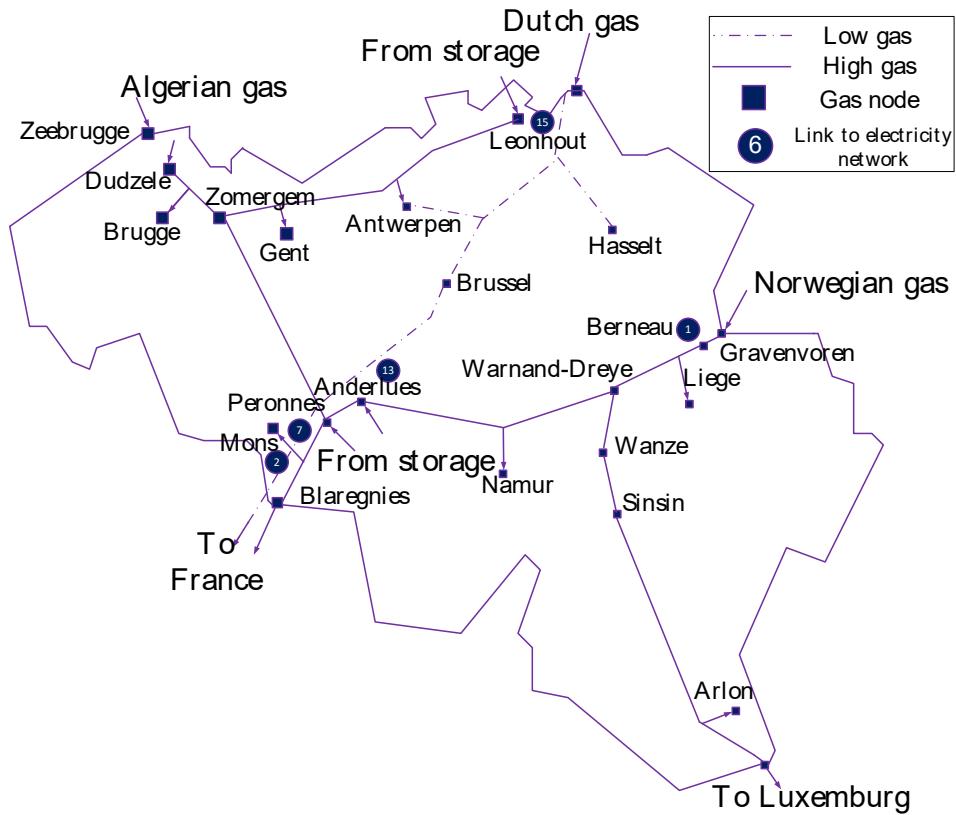 Dutch gas
From storage
Low gas
High gas
Gas node
6
Link to electricity
network
Algerian gas
Zeebrugge
15
Leonhout
Dudzele
Zomergem
Brugge
Gent
Antwerpen
Hasselt
Brussel
Norwegian gas
Berneau
1
Gravenvoren
Warnand-Dreye
Liege
13
Anderlues
Peronnes
7
Mons
2
From storage
Wanze
Namur
Blaregnies
Sinsin
To
France
Arlon
To Luxemburg